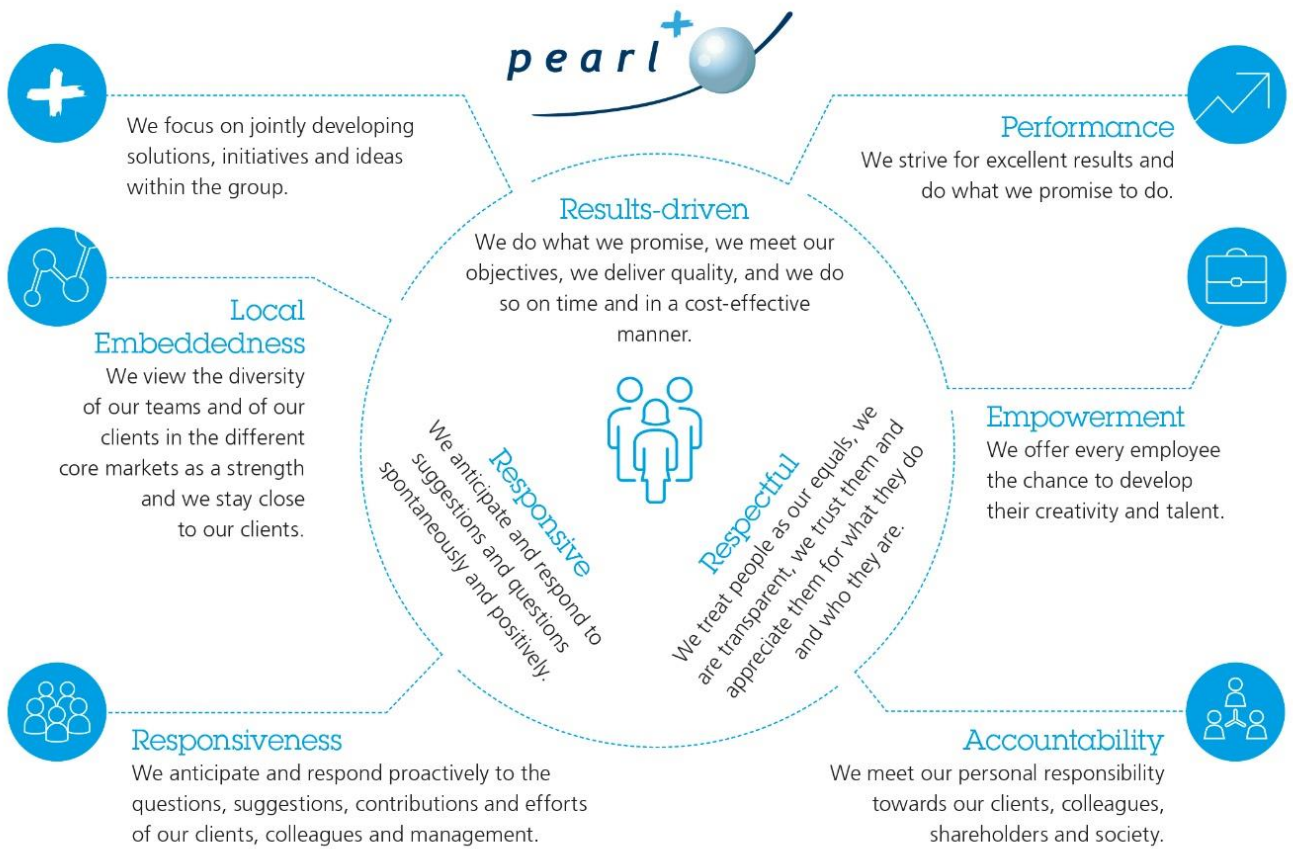 pearl+
We focus on jointly developing
solutions, initiatives and ideas
within the group.
Performance
We strive for excellent results and
do what we promise to do.
Results-driven
We do what we promise, we meet our
objectives, we deliver quality, and we do
so on time and in a cost-effective
manner.
Local
Embeddedness
We view the diversity
of our teams and of our
clients in the different
core markets as a strength
and we stay close
to our clients.
Empowerment
We offer every employee
the chance to develop
their creativity and talent.
Responsive
We anticipate and respond to
suggestions and questions
spontaneously and positively.
Respectful
We treat people as our equals, we
are transparent, we trust them and
appreciate them for what they do
and who they are.
Responsiveness
We anticipate and respond proactively to the
questions, suggestions, contributions and efforts
of our clients, colleagues and management.
Accountability
We meet our personal responsibility
towards our clients, colleagues,
shareholders and society.